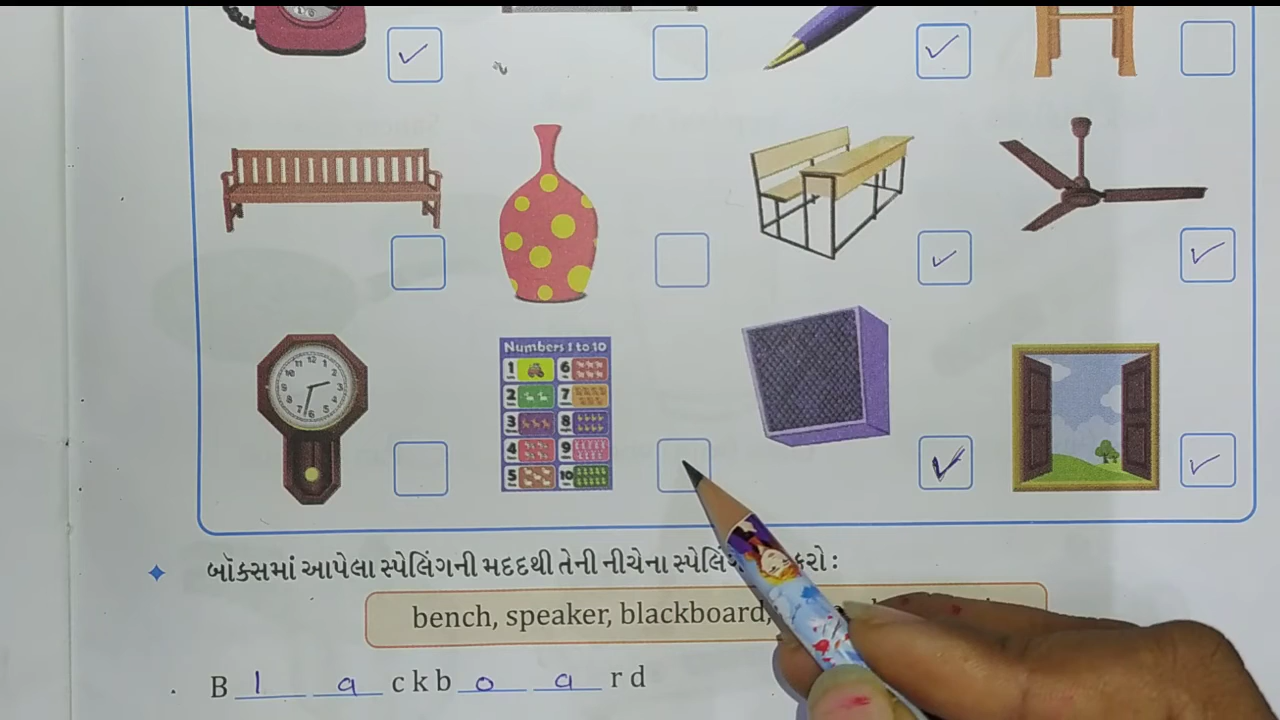 Numbers 1 to 10
1 6
2 7
3 8
4 9
5 10
બૉક્સમાં આપેલા સ્પેલિંગની મદદથી તેની નીચેના સ્પેલિંગ કરો :
bench, speaker, blackboard,
B l a c k b o a r d